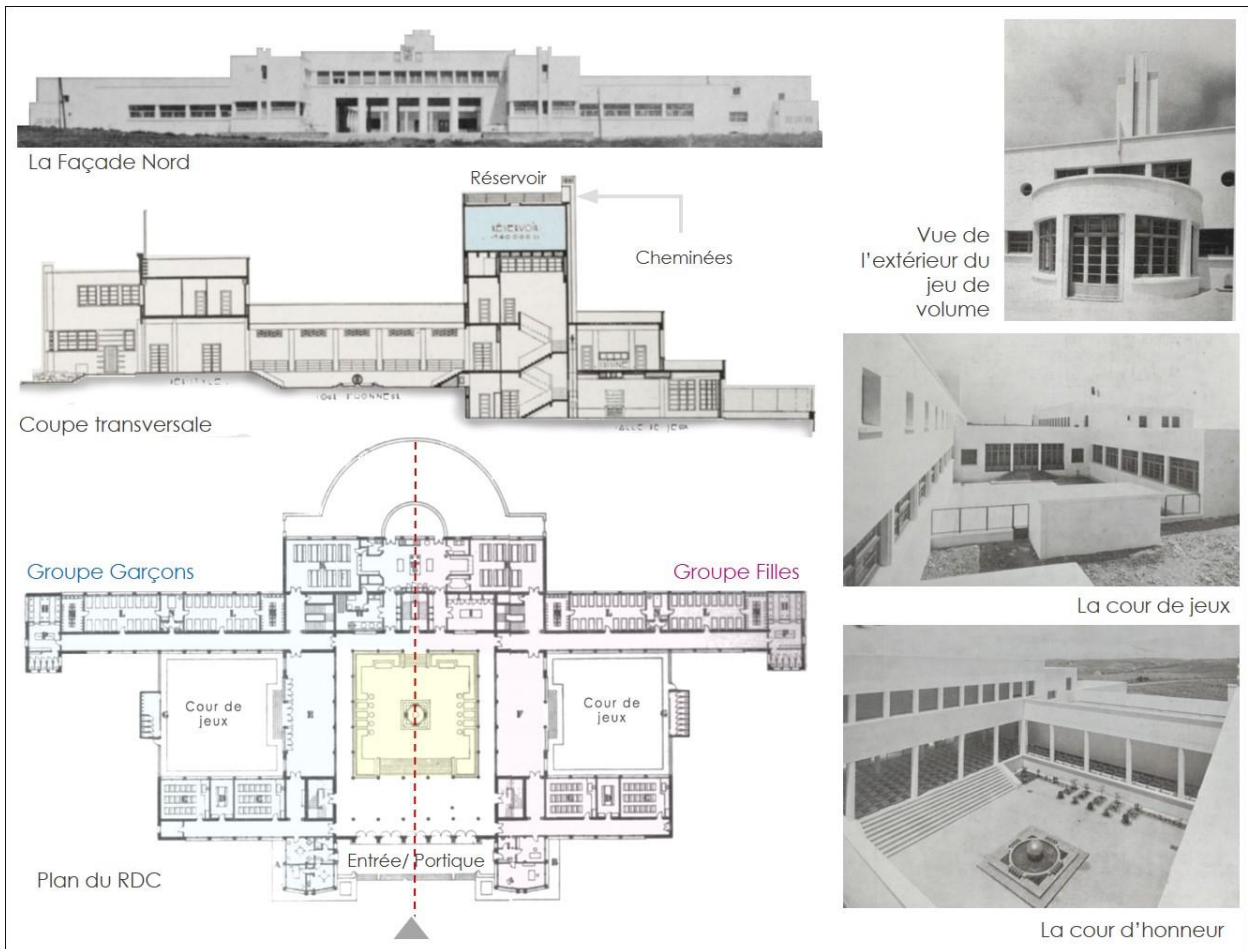 La Façade Nord
Réservoir
RÉSERVOIR
Cheminées
Coupe transversale
Vue de
l'extérieur du
jeu de
volume
La cour de jeux
Groupe Garçons
Groupe Filles
L
N
L
L
L
P
P
Cour de
jeux
Cour de
jeux
G
E
F
G
C
C
C
A
B
Entrée/ Portique
Plan du RDC
La cour d'honneur